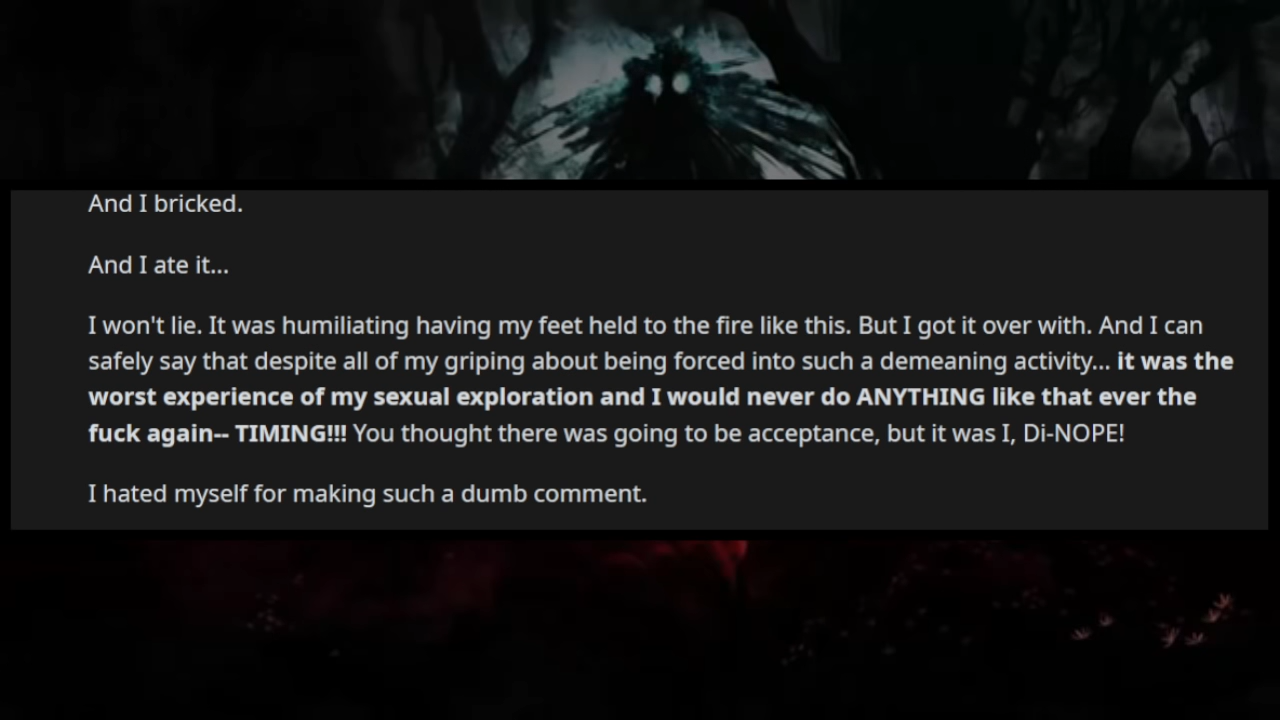 And I bricked.
And I ate it...
I won't lie. It was humiliating having my feet held to the fire like this. But I got it over with. And I can
safely say that despite all of my griping about being forced into such a demeaning activity... it was the
worst experience of my sexual exploration and I would never do ANYTHING like that ever the
fuck again-- TIMING!!! You thought there was going to be acceptance, but it was I, Di-NOPE!
I hated myself for making such a dumb comment.